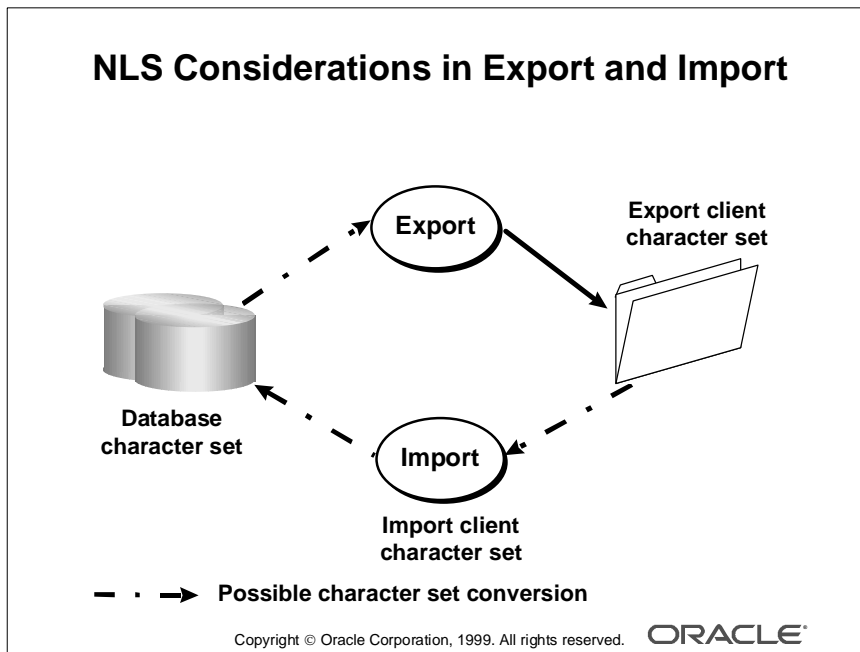 NLS Considerations in Export and Import
Export
Export client
character set
Database
character set
Import
Import client
character set
Possible character set conversion
Copyright © Oracle Corporation, 1999. All rights reserved.
ORACLE®